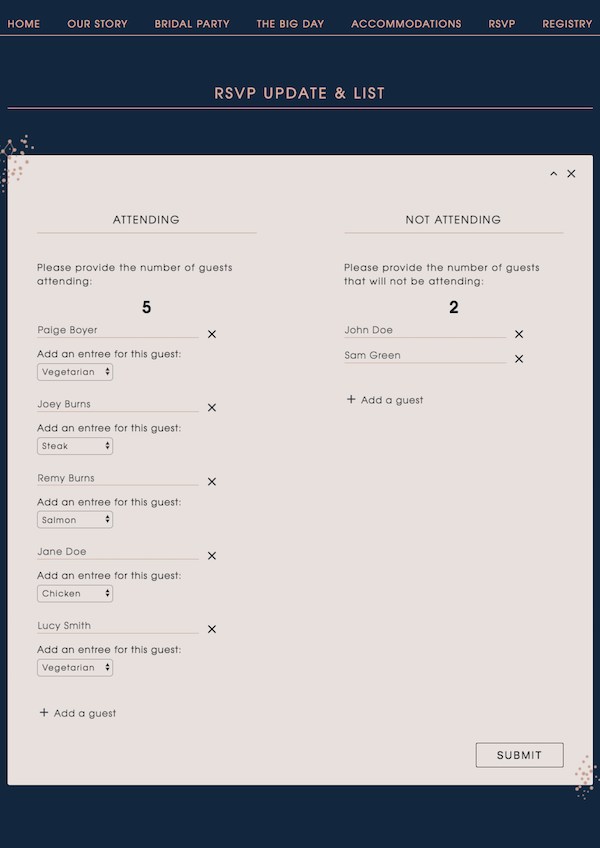 HOME OUR STORY BRIDAL PARTY THE BIG DAY ACCOMMODATIONS RSVP REGISTRY
RSVP UPDATE & LIST
ATTENDING
Please provide the number of guests
attending:
5
Paige Boyer
Add an entree for this guest:
Vegetarian
Joey Burns
Add an entree for this guest:
Steak
Remy Burns
Add an entree for this guest:
Salmon
Jane Doe
Add an entree for this guest:
Chicken
Lucy Smith
Add an entree for this guest:
Vegetarian
+ Add a guest
NOT ATTENDING
Please provide the number of guests
that will not be attending:
2
John Doe
Sam Green
+ Add a guest
SUBMIT